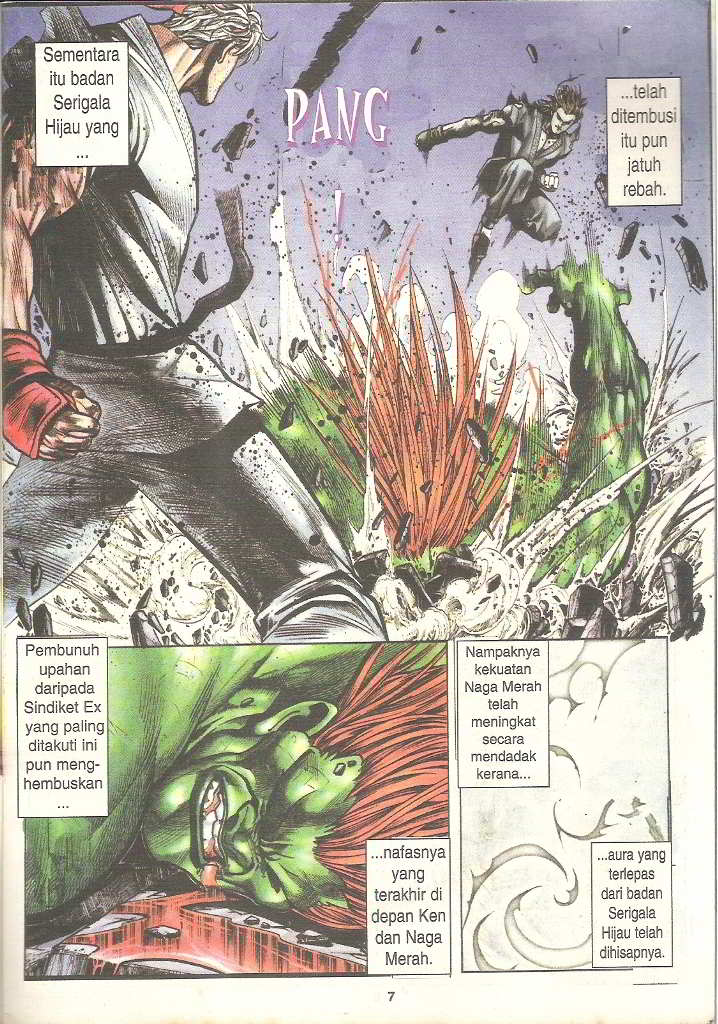 Sementara
itu badan
Serigala
Hijau yang
...
PANG
!
...telah
ditembusi
itu pun
jatuh
rebah.
Pembunuh
upahan
daripada
Sindiket Ex
yang paling
ditakuti ini
pun meng-
hembuskan
...
...nafasnya
yang
terakhir di
depan Ken
dan Naga
Merah.
Nampaknya
kekuatan
Naga Merah
telah
meningkat
secara
mendadak
kerana...
...aura yang
terlepas
dari badan
Serigala
Hijau telah
dihisapnya.
7